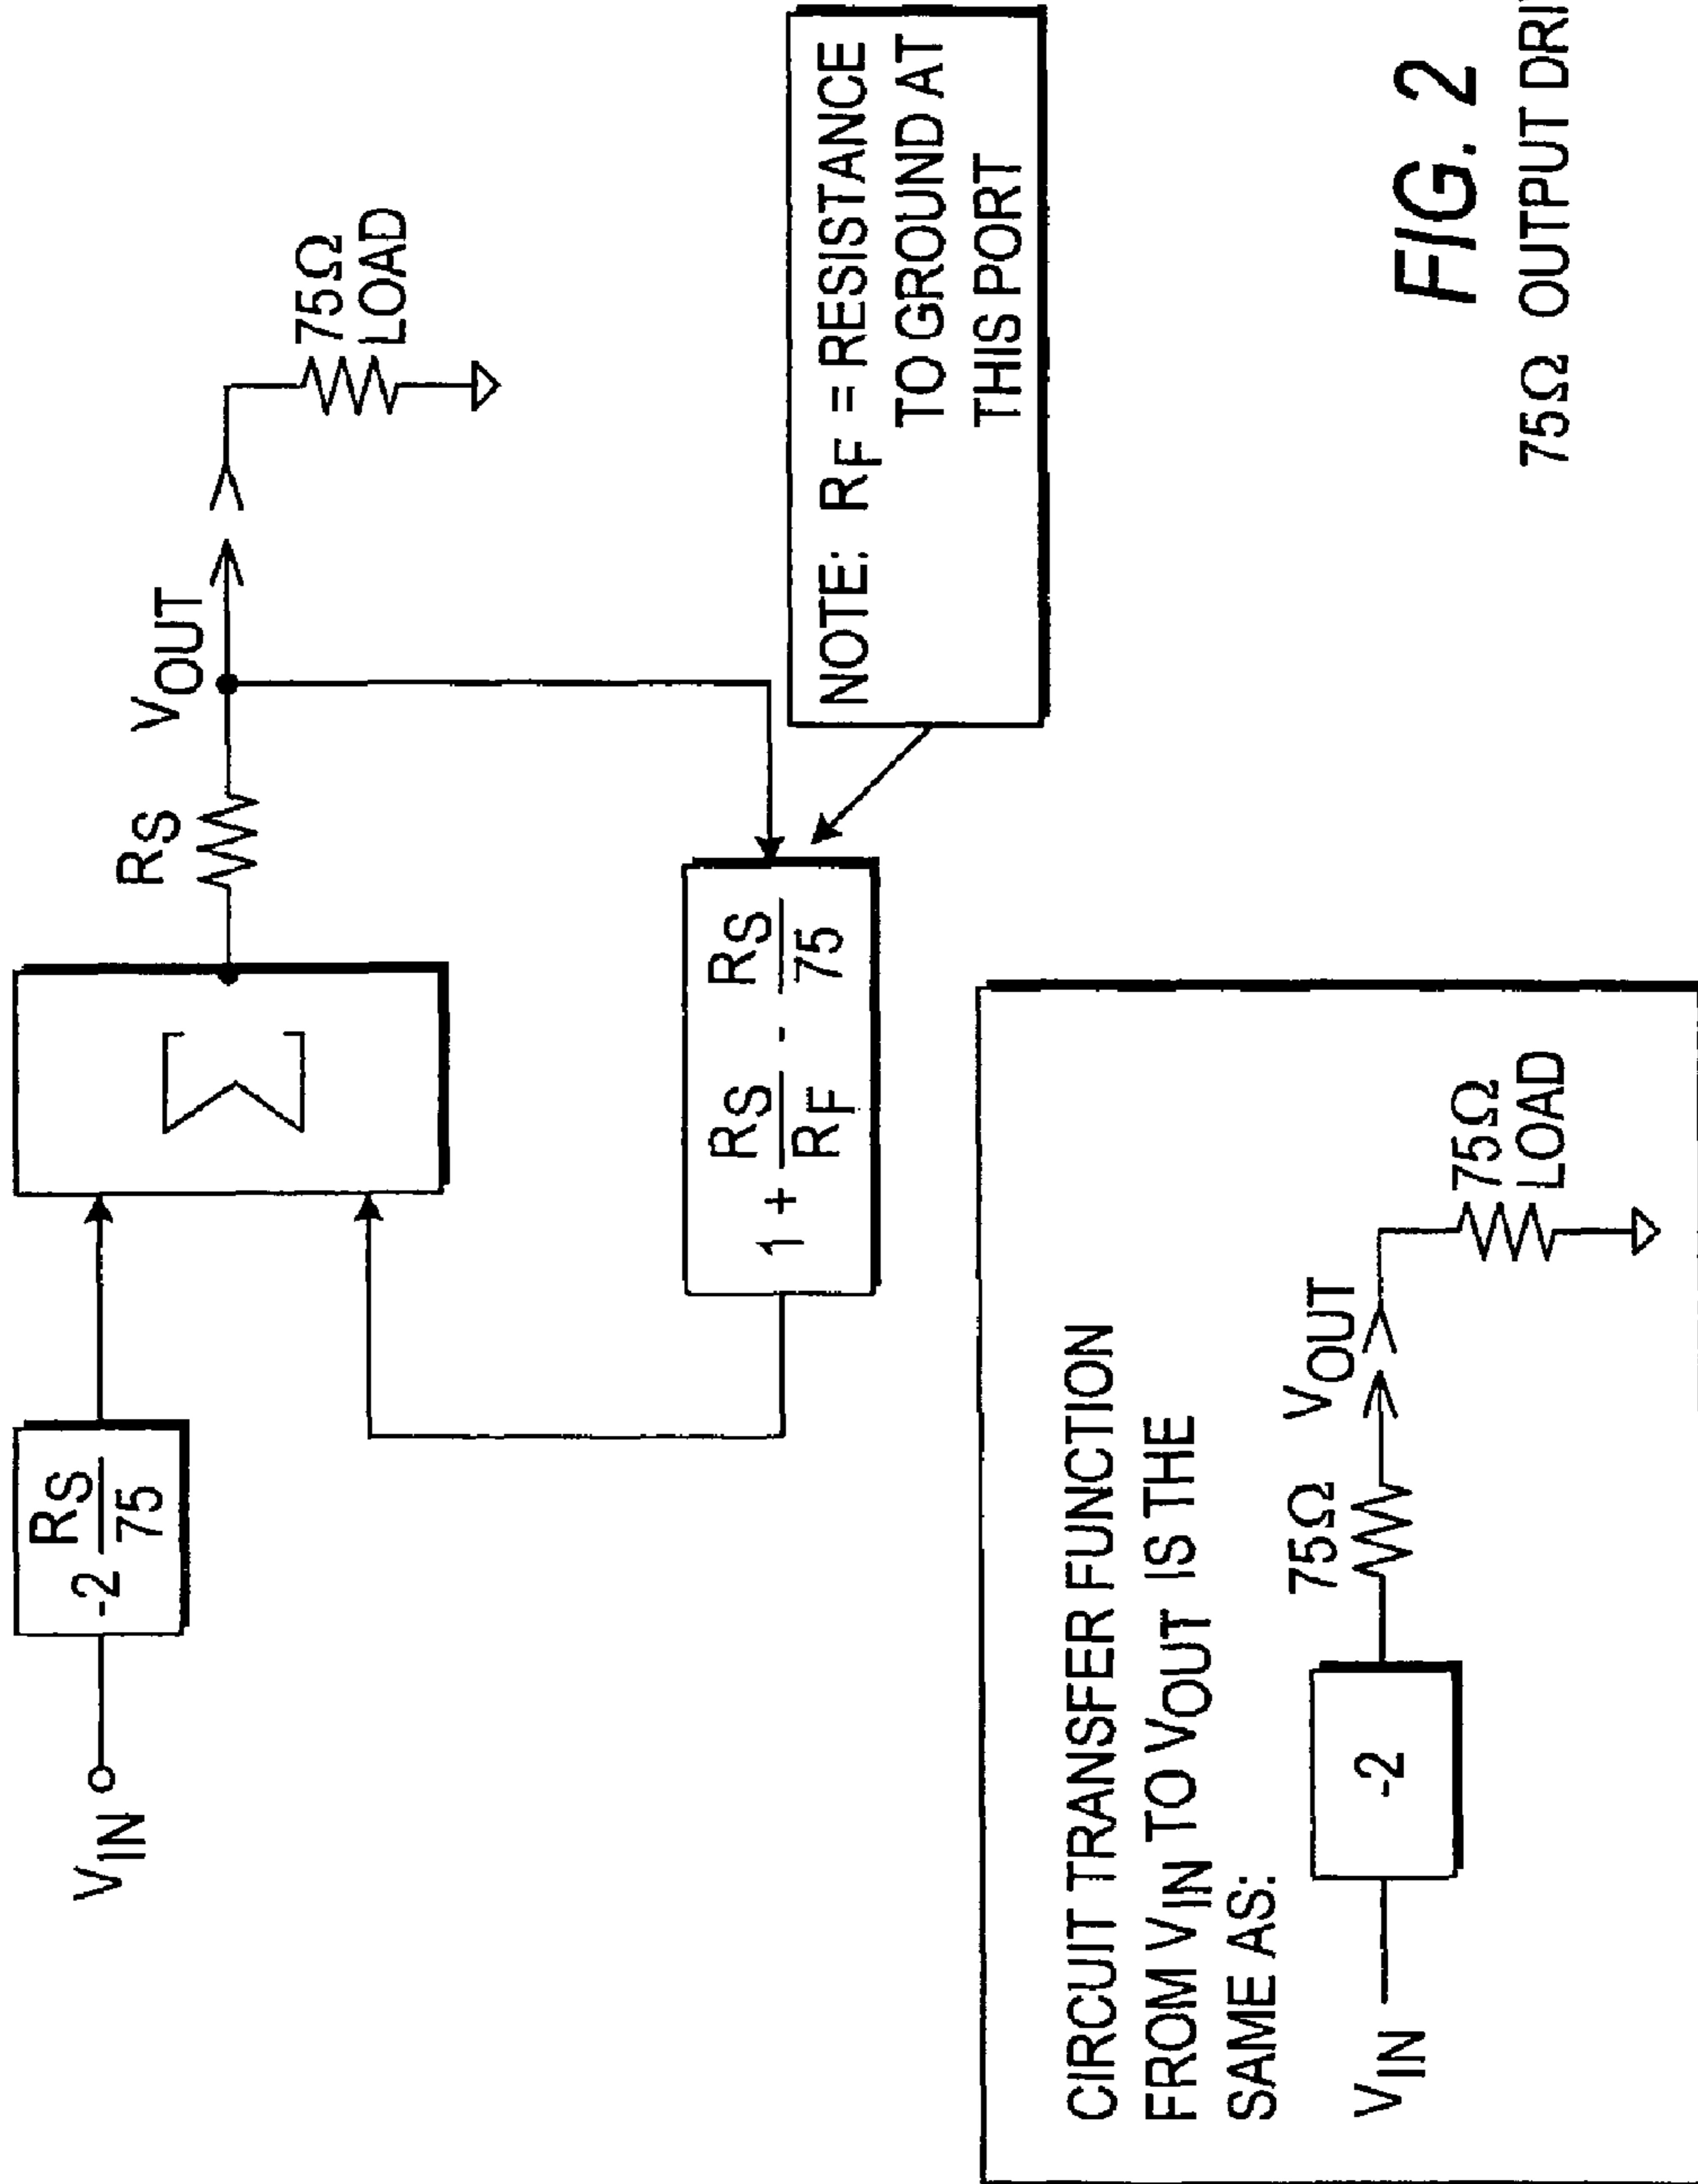 VIN
-2 RS
75
Σ
RS
VOUT
75Ω
LOAD
1 + RS - RS
RF 75
NOTE: RF = RESISTANCE
TO GROUND AT
THIS PORT
CIRCUIT TRANSFER FUNCTION
FROM VIN TO VOUT IS THE
SAME AS:
VIN
-2
75Ω
VOUT
75Ω
LOAD
FIG. 2
75Ω OUTPUT